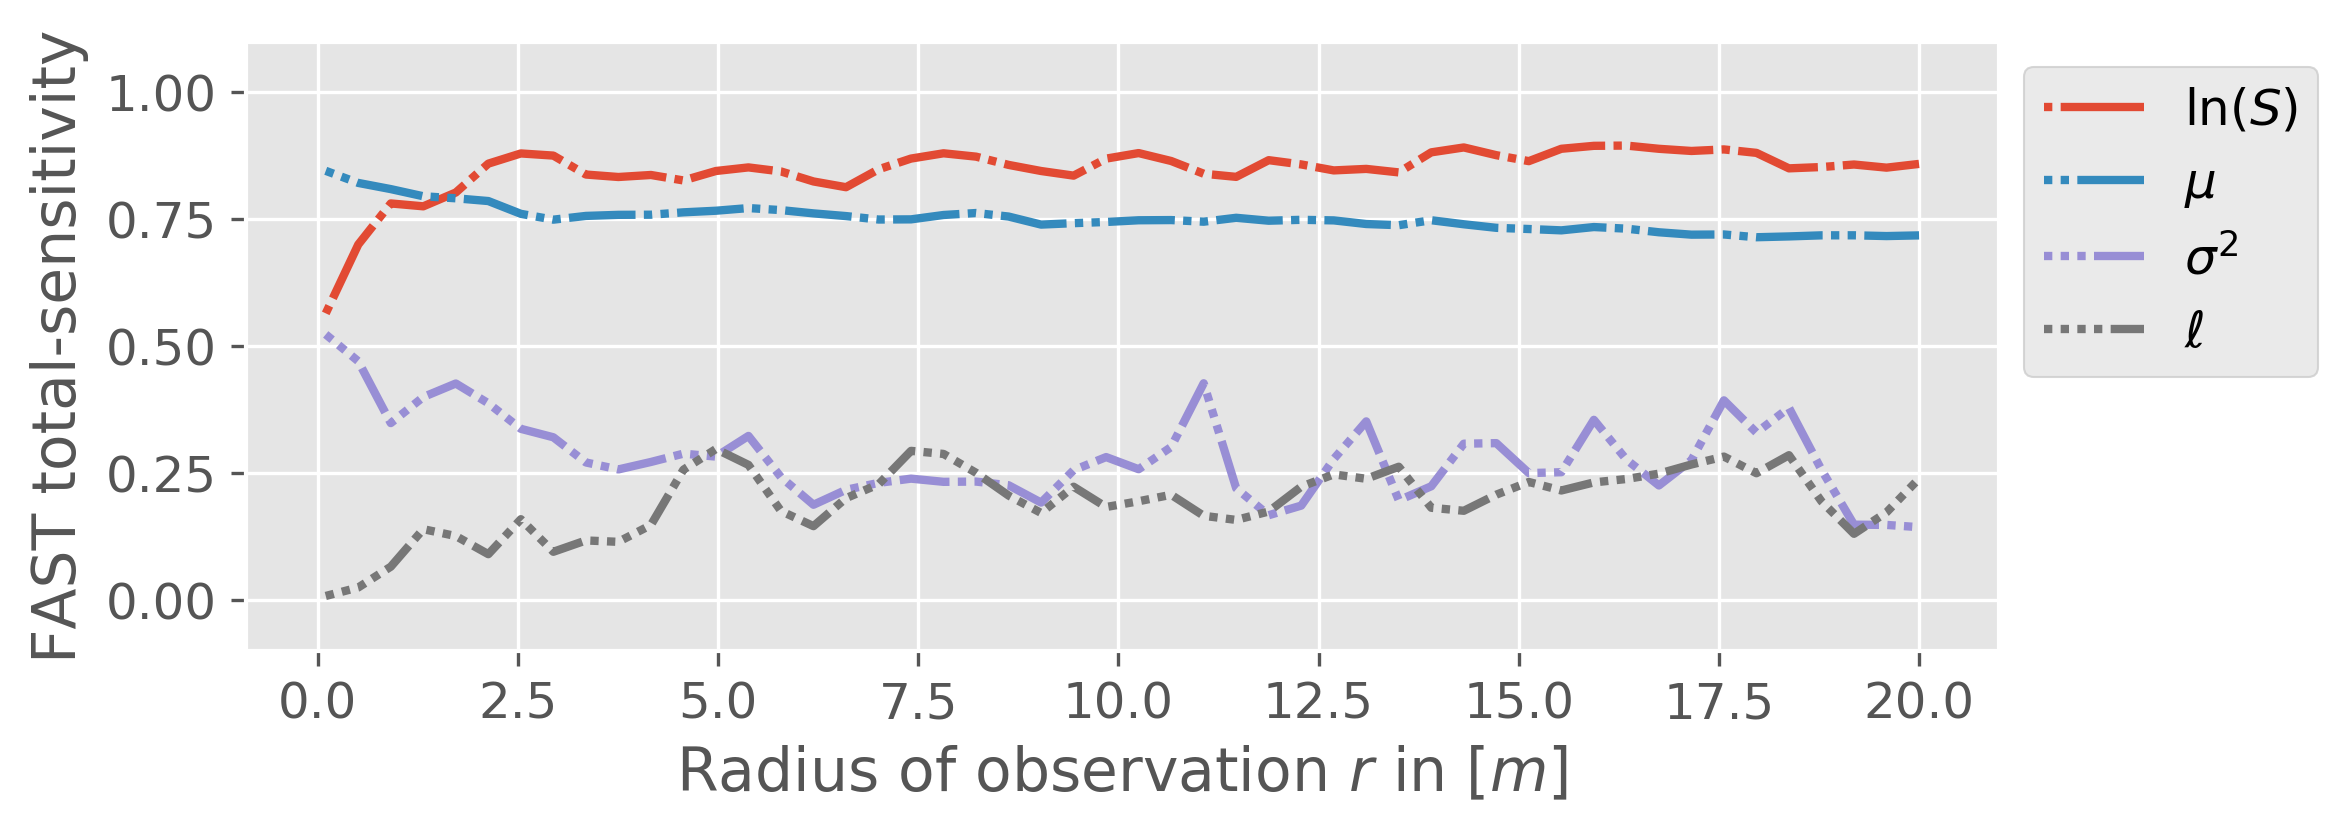 FAST total-sensitivity
1.00
0.75
0.50
0.25
0.00
0.0 2.5 5.0 7.5 10.0 12.5 15.0 17.5 20.0
Radius of observation r in [m]
ln(S)
μ
σ²
ℓ